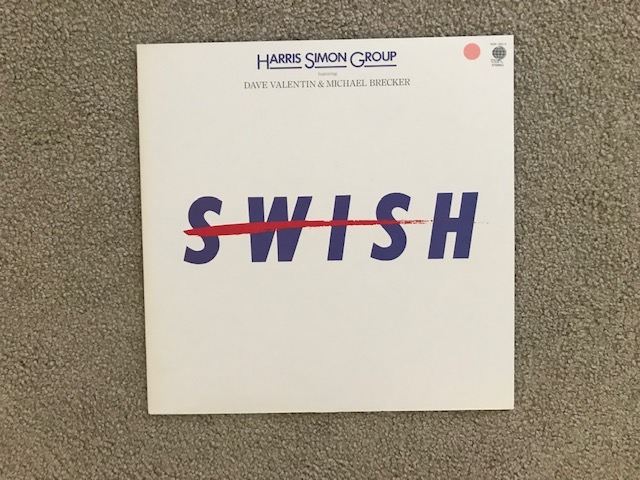 HARRIS SIMON GROUP
featuring
DAVE VALENTIN & MICHAEL BRECKER
SWISH